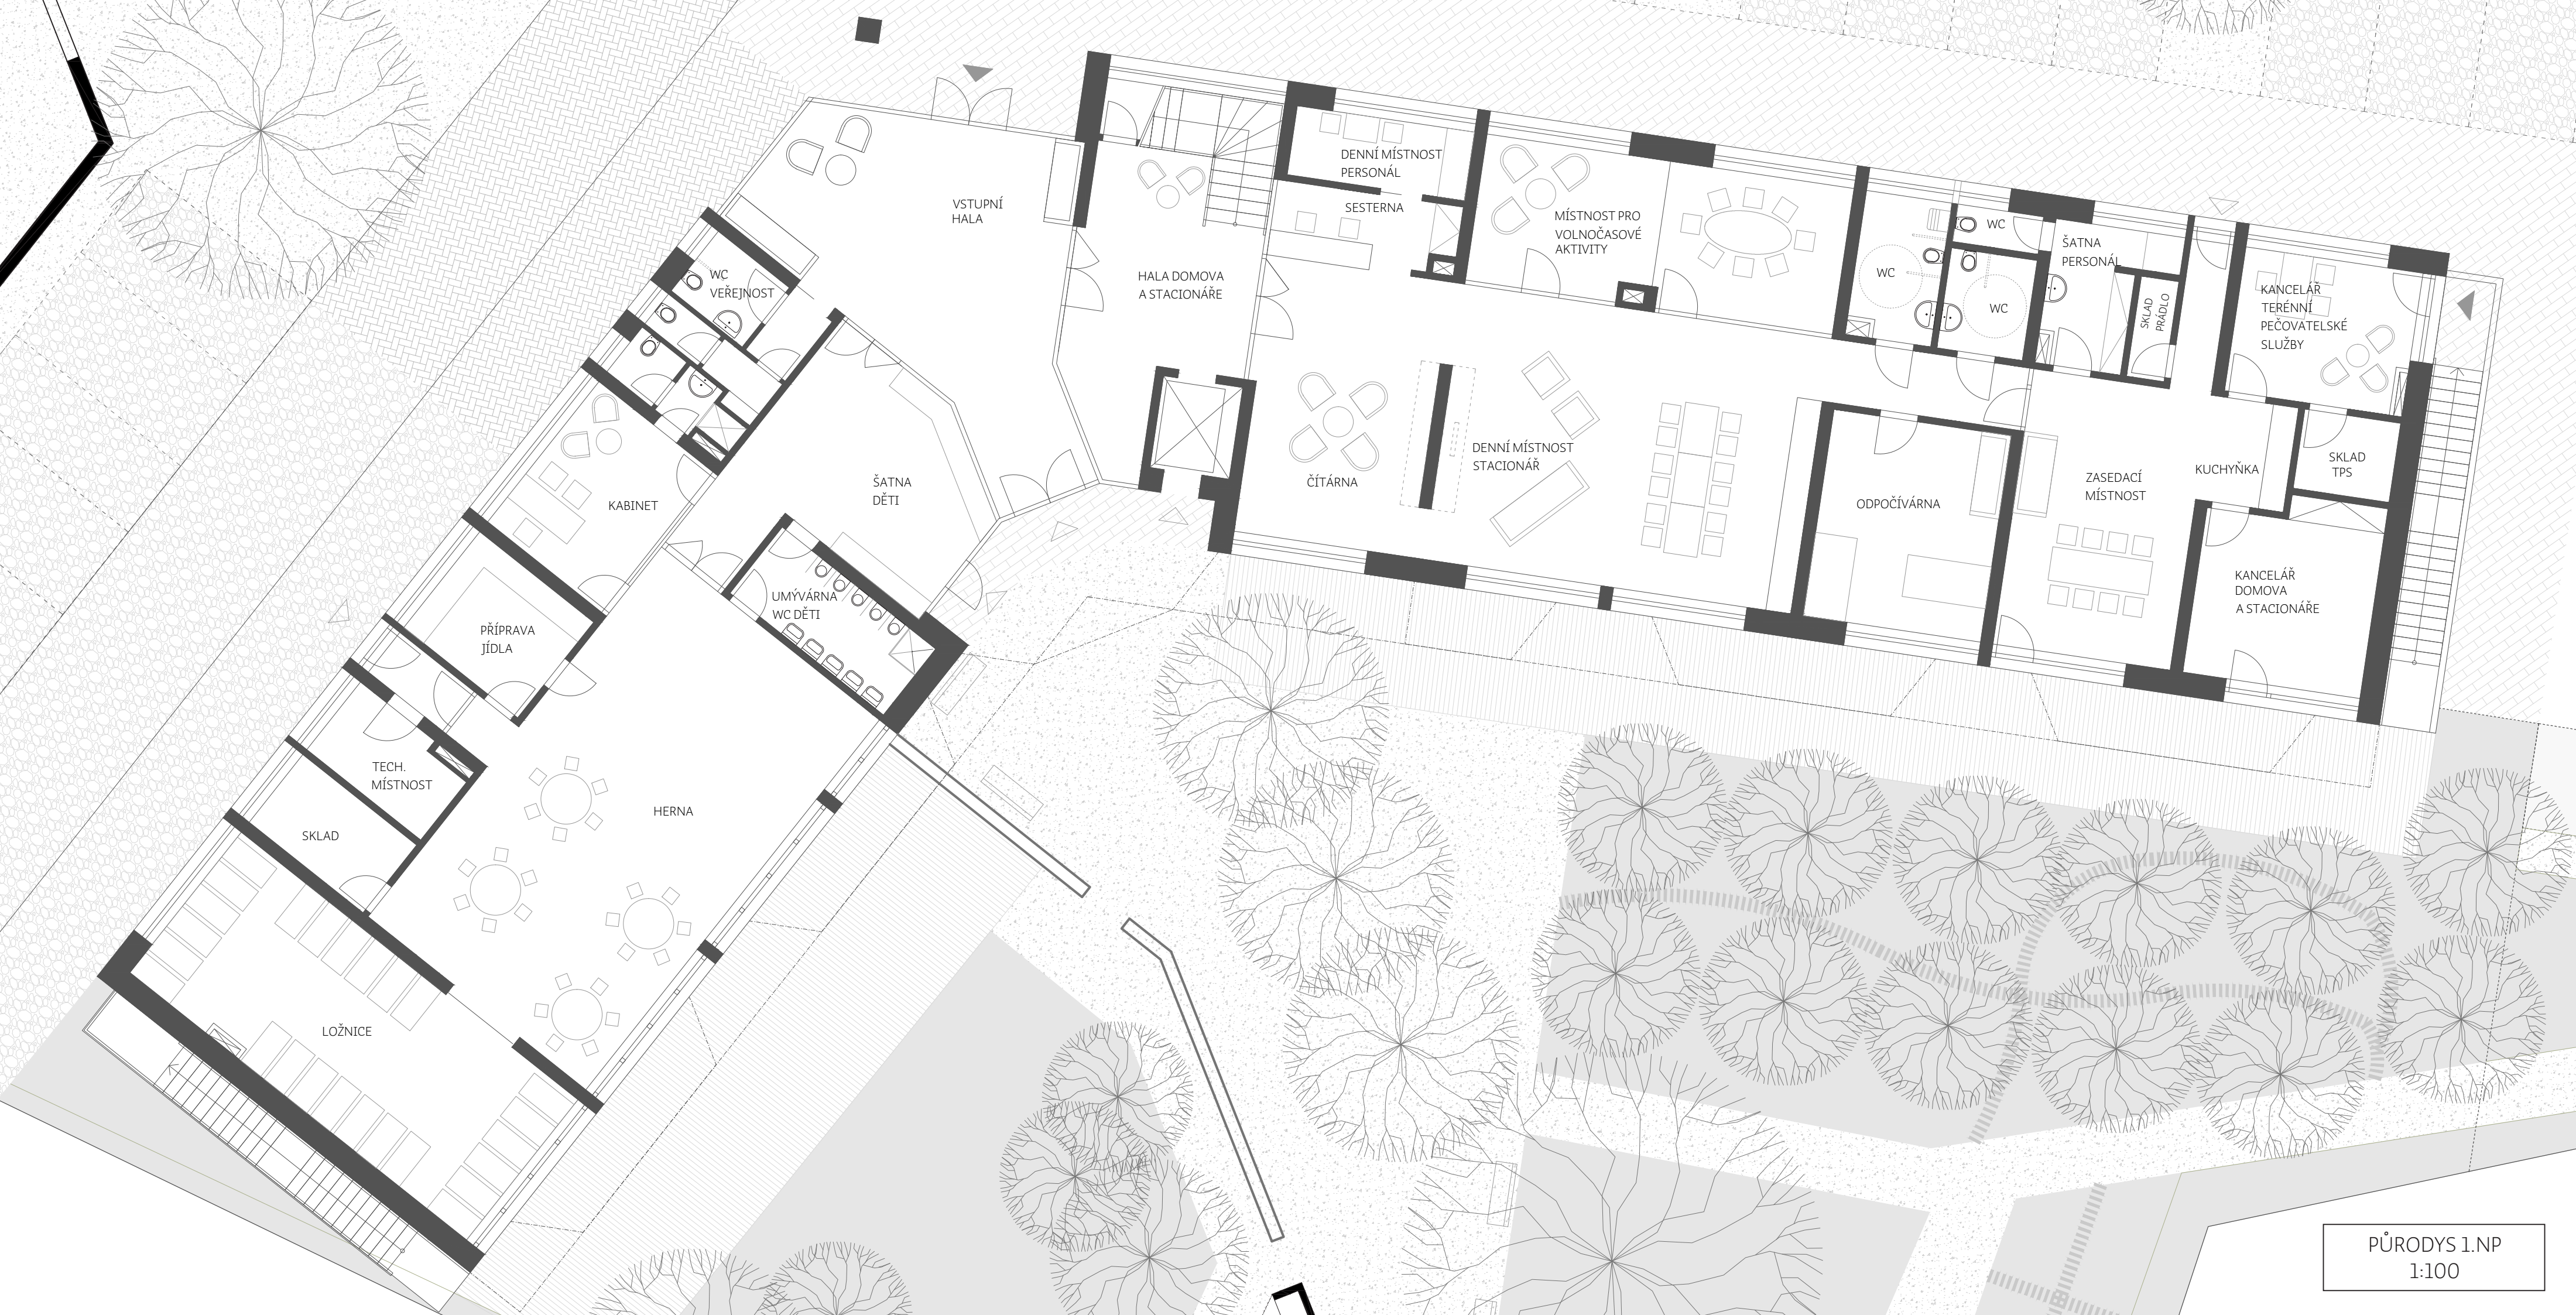 VSTUPNÍ
HALA
HALA DOMOVA
A STACIONÁŘE
DENNÍ MÍSTNOST
PERSONÁL
SESTERNA
MÍSTNOST PRO
VOLNOČASOVÉ
AKTIVITY
WC
WC
WC
ŠATNA
PERSONÁL
SKLAD
PRÁDLO
KANCELÁŘ
TERÉNNÍ
PEČOVATELSKÉ
SLUŽBY
WC
VEŘEJNOST
KABINET
ŠATNA
DĚTI
ČÍTÁRNA
DENNÍ MÍSTNOST
STACIONÁŘ
ODPOČÍVÁRNA
ZASEDACÍ
MÍSTNOST
KUCHYŇKA
SKLAD
TPS
KANCELÁŘ
DOMOVA
A STACIONÁŘE
UMÝVÁRNA
WC DĚTI
PŘÍPRAVA
JÍDLA
TECH.
MÍSTNOST
SKLAD
HERNA
LOŽNICE
PŮRODYS 1.NP
1:100